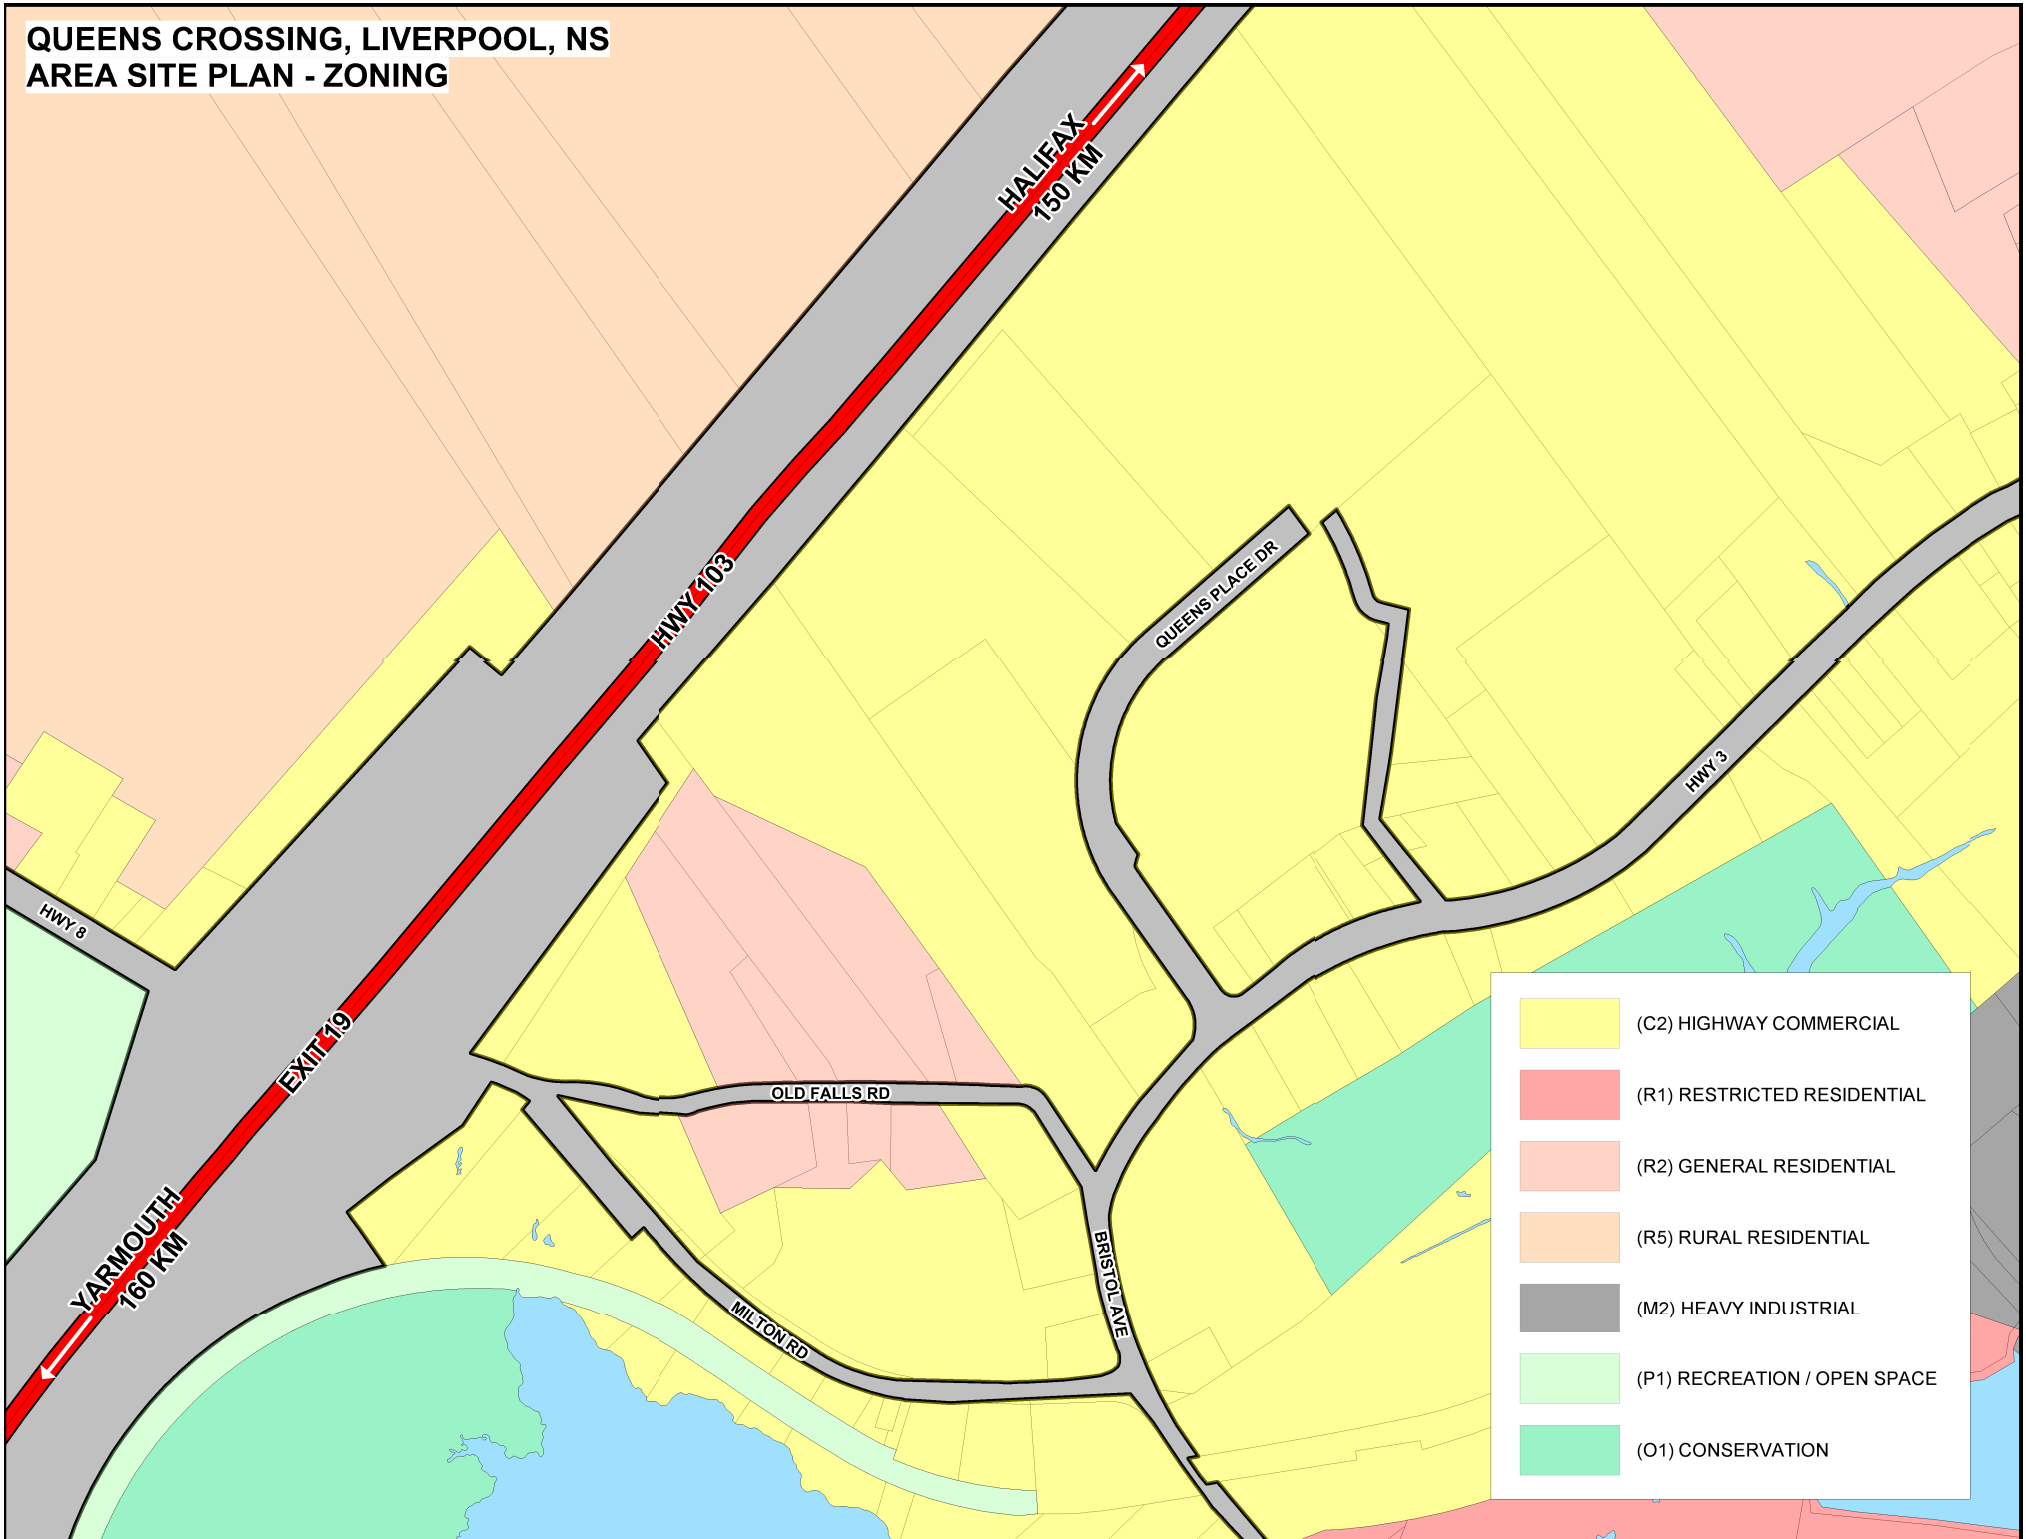 QUEENS CROSSING, LIVERPOOL, NS
AREA SITE PLAN - ZONING
HALIFAX
150 KM
HWY 103
QUEENS PLACE DR
HWY 3
HWY 8
EXIT 19
OLD FALLS RD
YARMOUTH
160 KM
BRISTOL AVE
MILTON RD
(C2) HIGHWAY COMMERCIAL
(R1) RESTRICTED RESIDENTIAL
(R2) GENERAL RESIDENTIAL
(R5) RURAL RESIDENTIAL
(M2) HEAVY INDUSTRIAL
(P1) RECREATION / OPEN SPACE
(O1) CONSERVATION